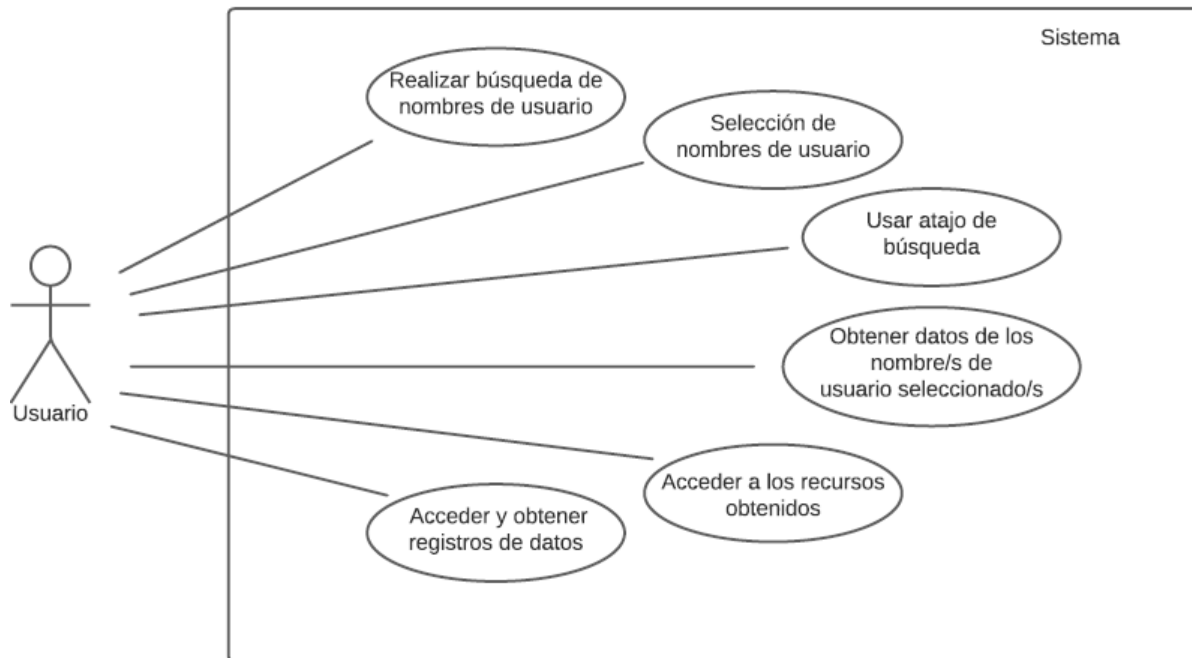 Sistema
Realizar búsqueda de
nombres de usuario
Selección de
nombres de usuario
Usar atajo de
búsqueda
Obtener datos de los
nombre/s de
usuario seleccionado/s
Usuario
Acceder a los recursos
obtenidos
Acceder y obtener
registros de datos